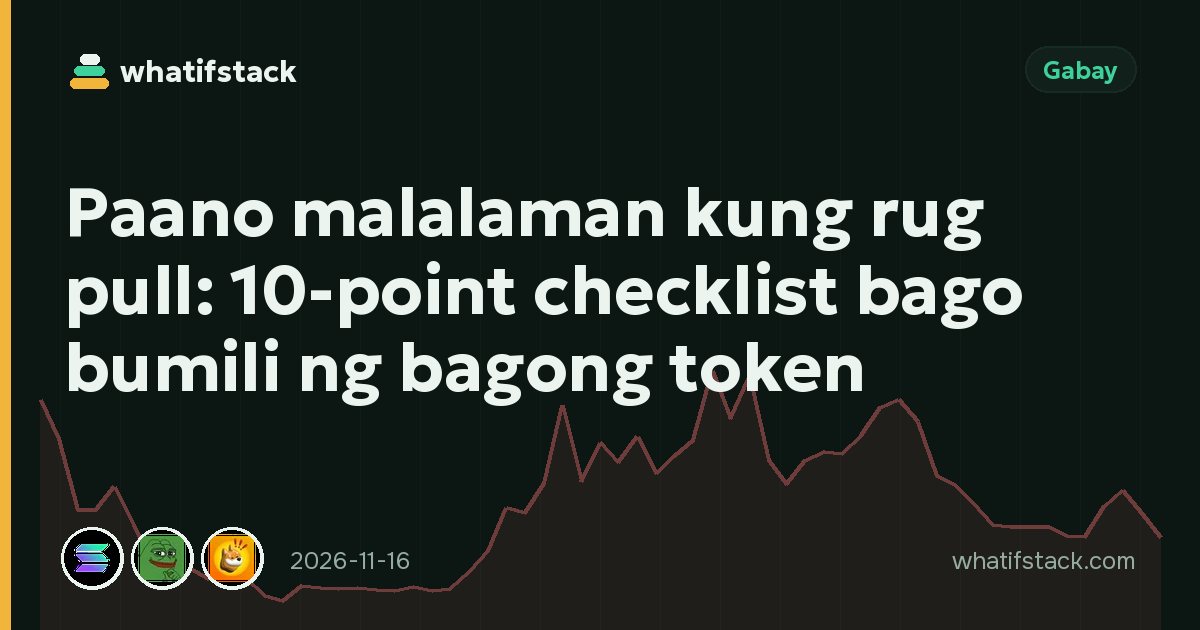 whatifstack
Gabay
Paano malalaman kung rug
pull: 10-point checklist bago
bumili ng bagong token
2026-11-16
whatifstack.com